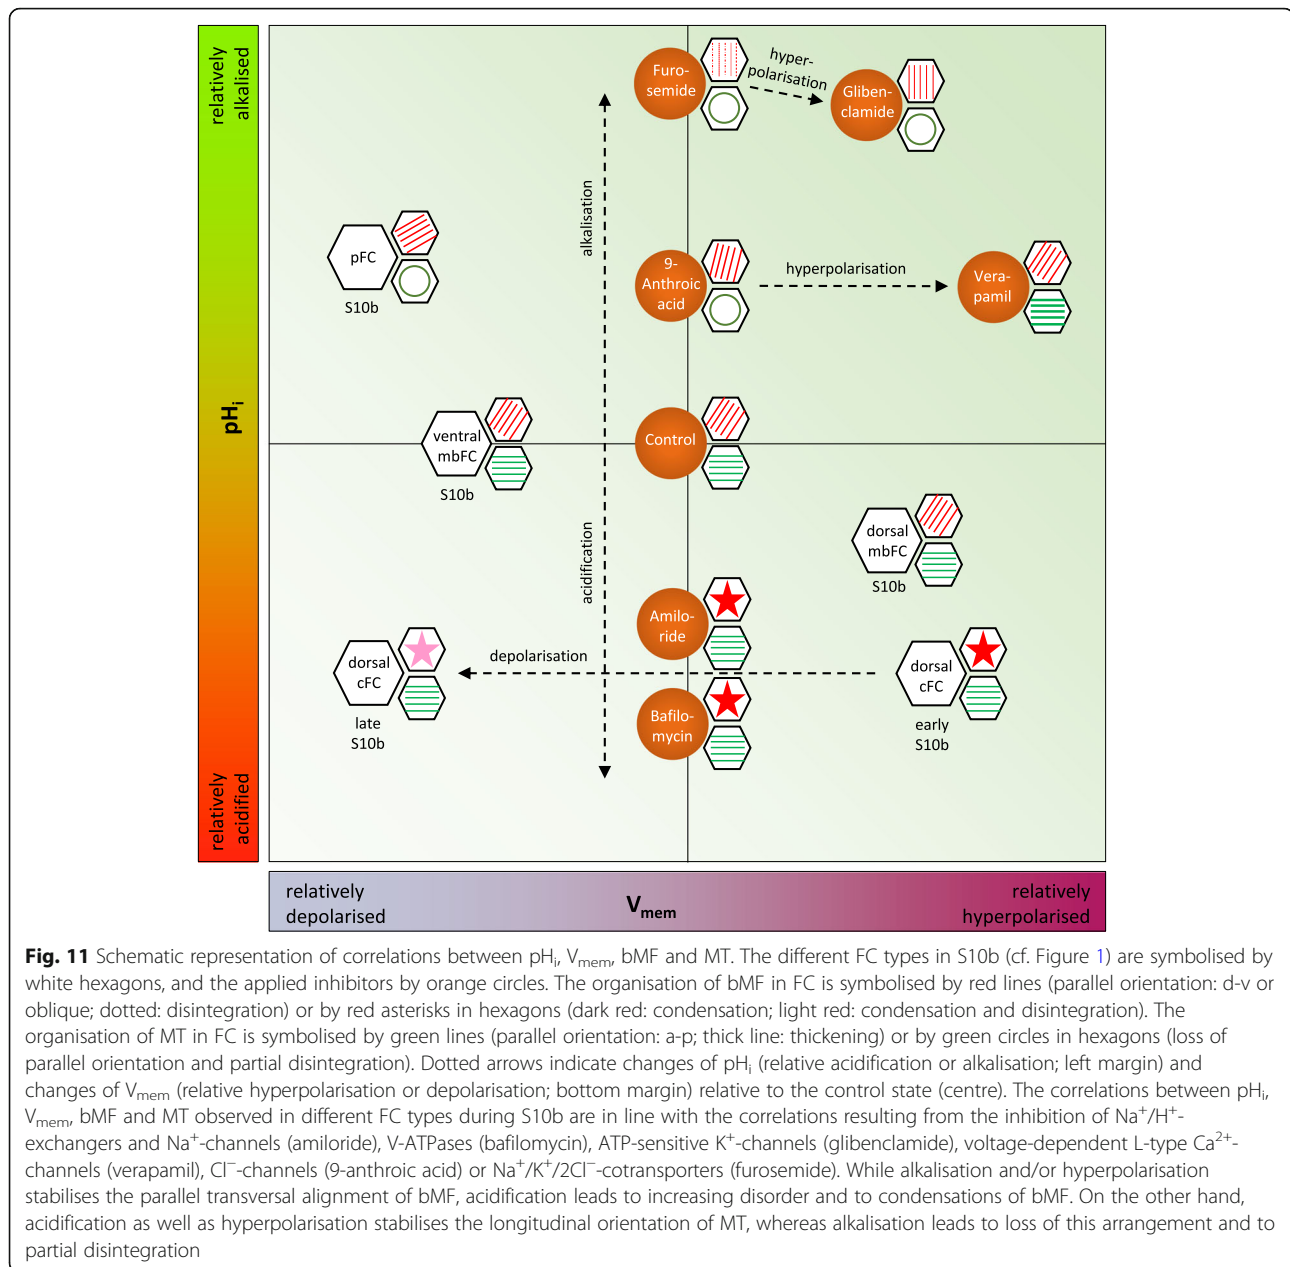 relatively
alkalised
pHi
relatively
acidified
Furo-
semide
hyper-
polarisation
Gliben-
clamide
alkalisation
pFC
S10b
9-
Anthroic
acid
hyperpolarisation
Vera-
pamil
ventral
mbFC
S10b
Control
dorsal
mbFC
S10b
acidification
Amilo-
ride
dorsal
cFC
late
S10b
depolarisation
Bafilo-
mycin
dorsal
cFC
early
S10b
relatively
depolarised
Vmem
relatively
hyperpolarised
Fig. 11 Schematic representation of correlations between pHi, Vmem, bMF and MT. The different FC types in S10b (cf. Figure 1) are symbolised by
white hexagons, and the applied inhibitors by orange circles. The organisation of bMF in FC is symbolised by red lines (parallel orientation: d-v or
oblique; dotted: disintegration) or by red asterisks in hexagons (dark red: condensation; light red: condensation and disintegration). The
organisation of MT in FC is symbolised by green lines (parallel orientation: a-p; thick line: thickening) or by green circles in hexagons (loss of
parallel orientation and partial disintegration). Dotted arrows indicate changes of pHi (relative acidification or alkalisation; left margin) and
changes of Vmem (relative hyperpolarisation or depolarisation; bottom margin) relative to the control state (centre). The correlations between pHi,
Vmem, bMF and MT observed in different FC types during S10b are in line with the correlations resulting from the inhibition of Na⁺/H⁺-
exchangers and Na⁺-channels (amiloride), V-ATPases (bafilomycin), ATP-sensitive K⁺-channels (glibenclamide), voltage-dependent L-type Ca²⁺-
channels (verapamil), Cl⁻-channels (9-anthroic acid) or Na⁺/K⁺/2Cl⁻-cotransporters (furosemide). While alkalisation and/or hyperpolarisation
stabilises the parallel transversal alignment of bMF, acidification leads to increasing disorder and to condensations of bMF. On the other hand,
acidification as well as hyperpolarisation stabilises the longitudinal orientation of MT, whereas alkalisation leads to loss of this arrangement and to
partial disintegration